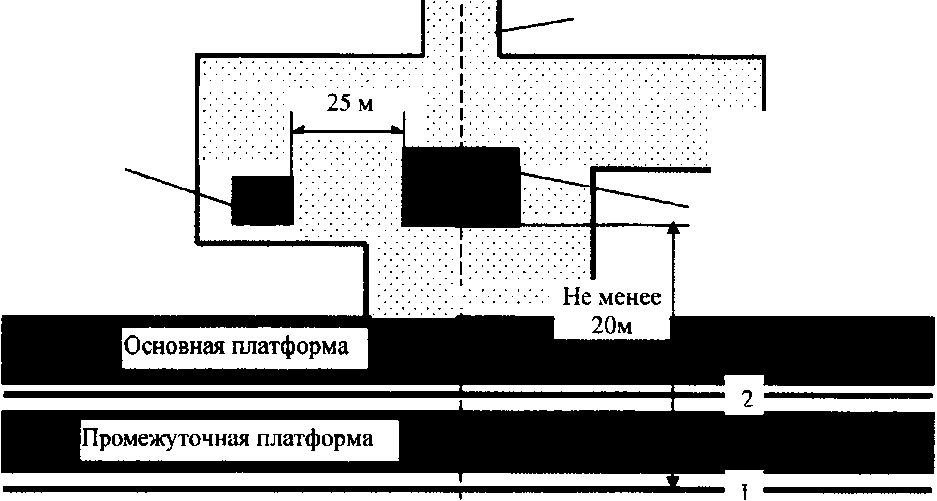 25 м
Не менее
20м
Основная платформа
2
Промежуточная платформа
1